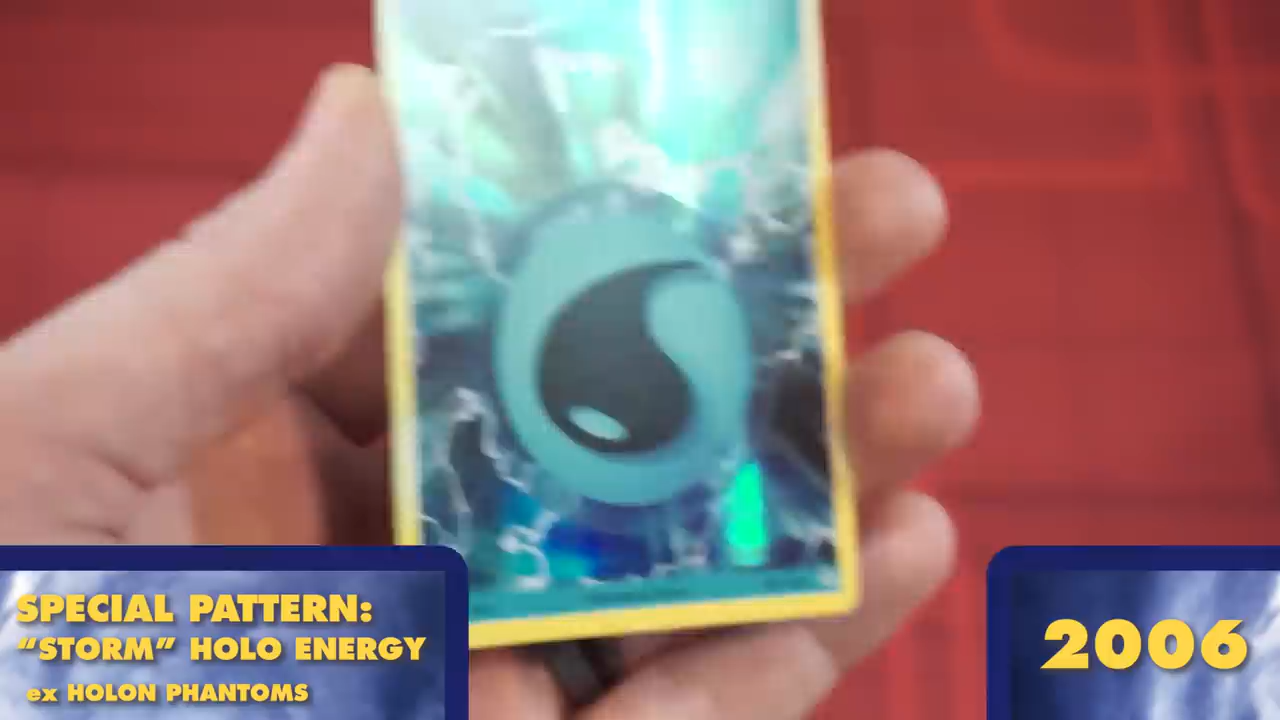 SPECIAL PATTERN:
“STORM” HOLO ENERGY
ex HOLON PHANTOMS
2006